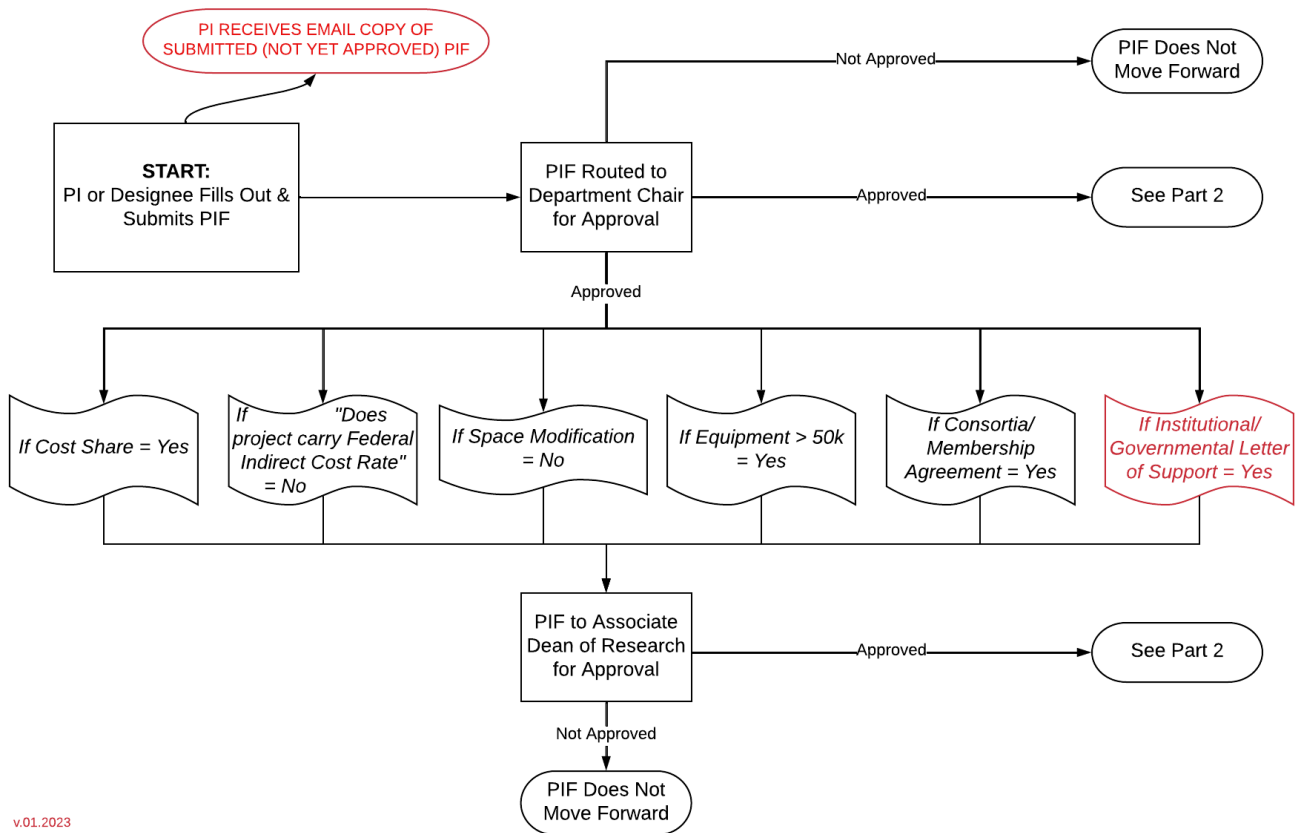 PI RECEIVES EMAIL COPY OF
SUBMITTED (NOT YET APPROVED) PIF
Not Approved
PIF Does Not
Move Forward
START:
PI or Designee Fills Out &
Submits PIF
PIF Routed to
Department Chair
for Approval
Approved
See Part 2
Approved
If Cost Share = Yes
If "Does
project carry Federal
Indirect Cost Rate"
= No
If Space Modification
= No
If Equipment > 50k
= Yes
If Consortia/
Membership
Agreement = Yes
If Institutional/
Governmental Letter
of Support = Yes
PIF to Associate
Dean of Research
for Approval
Approved
See Part 2
Not Approved
PIF Does Not
Move Forward
v.01.2023